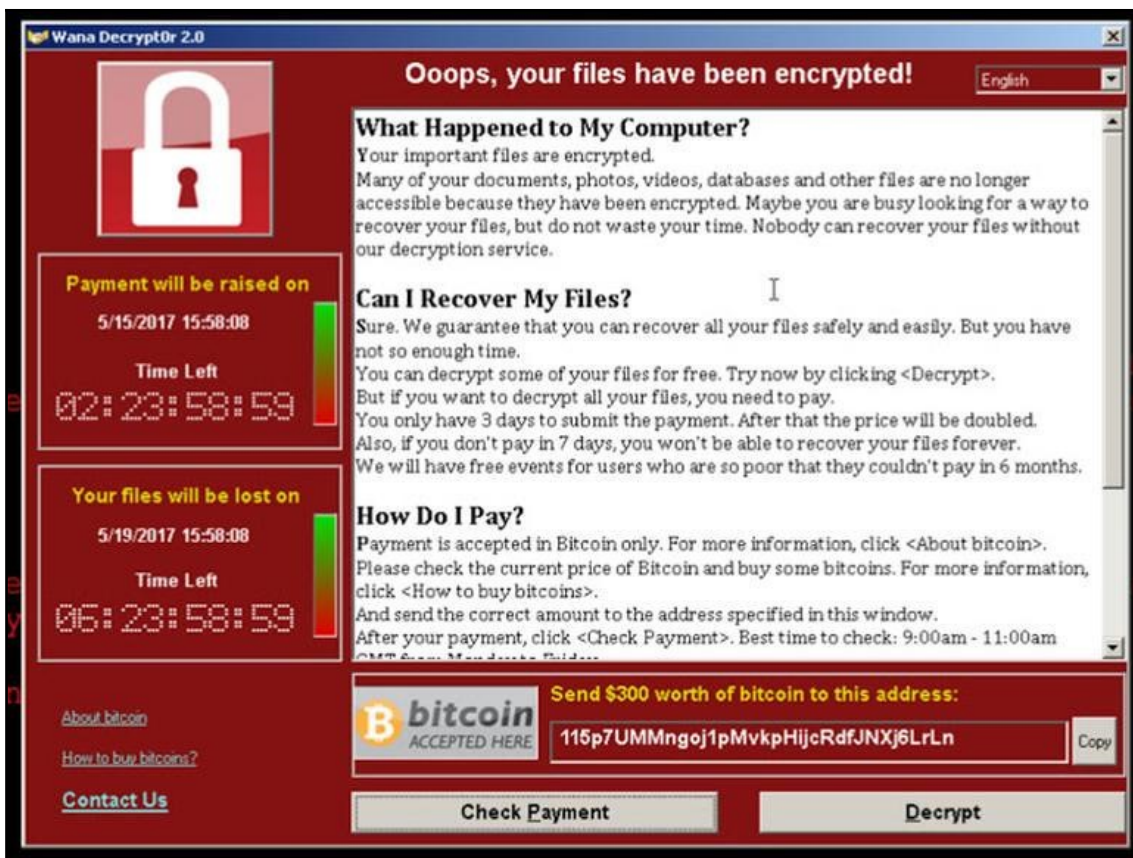 Wana Decrypt0r 2.0
Ooops, your files have been encrypted!
English
What Happened to My Computer?
Your important files are encrypted.
Many of your documents, photos, videos, databases and other files are no longer
accessible because they have been encrypted. Maybe you are busy looking for a way to
recover your files, but do not waste your time. Nobody can recover your files without
our decryption service.
Can I Recover My Files?
Sure. We guarantee that you can recover all your files safely and easily. But you have
not so enough time.
You can decrypt some of your files for free. Try now by clicking <Decrypt>.
But if you want to decrypt all your files, you need to pay.
You only have 3 days to submit the payment. After that the price will be doubled.
Also, if you don't pay in 7 days, you won't be able to recover your files forever.
We will have free events for users who are so poor that they couldn't pay in 6 months.
How Do I Pay?
Payment is accepted in Bitcoin only. For more information, click <About bitcoin>.
Please check the current price of Bitcoin and buy some bitcoins. For more information,
click <How to buy bitcoins>.
And send the correct amount to the address specified in this window.
After your payment, click <Check Payment>. Best time to check: 9:00am - 11:00am
GMT from Monday to Friday
Payment will be raised on
5/15/2017 15:58:08
Time Left
02:23:58:59
Your files will be lost on
5/19/2017 15:58:08
Time Left
06:23:58:59
About bitcoin
How to buy bitcoins?
Contact Us
bitcoin
ACCEPTED HERE
Send $300 worth of bitcoin to this address:
115p7UMMngoj1pMvkpHijcRdfJNXj6LrLn
Copy
Check Payment
Decrypt